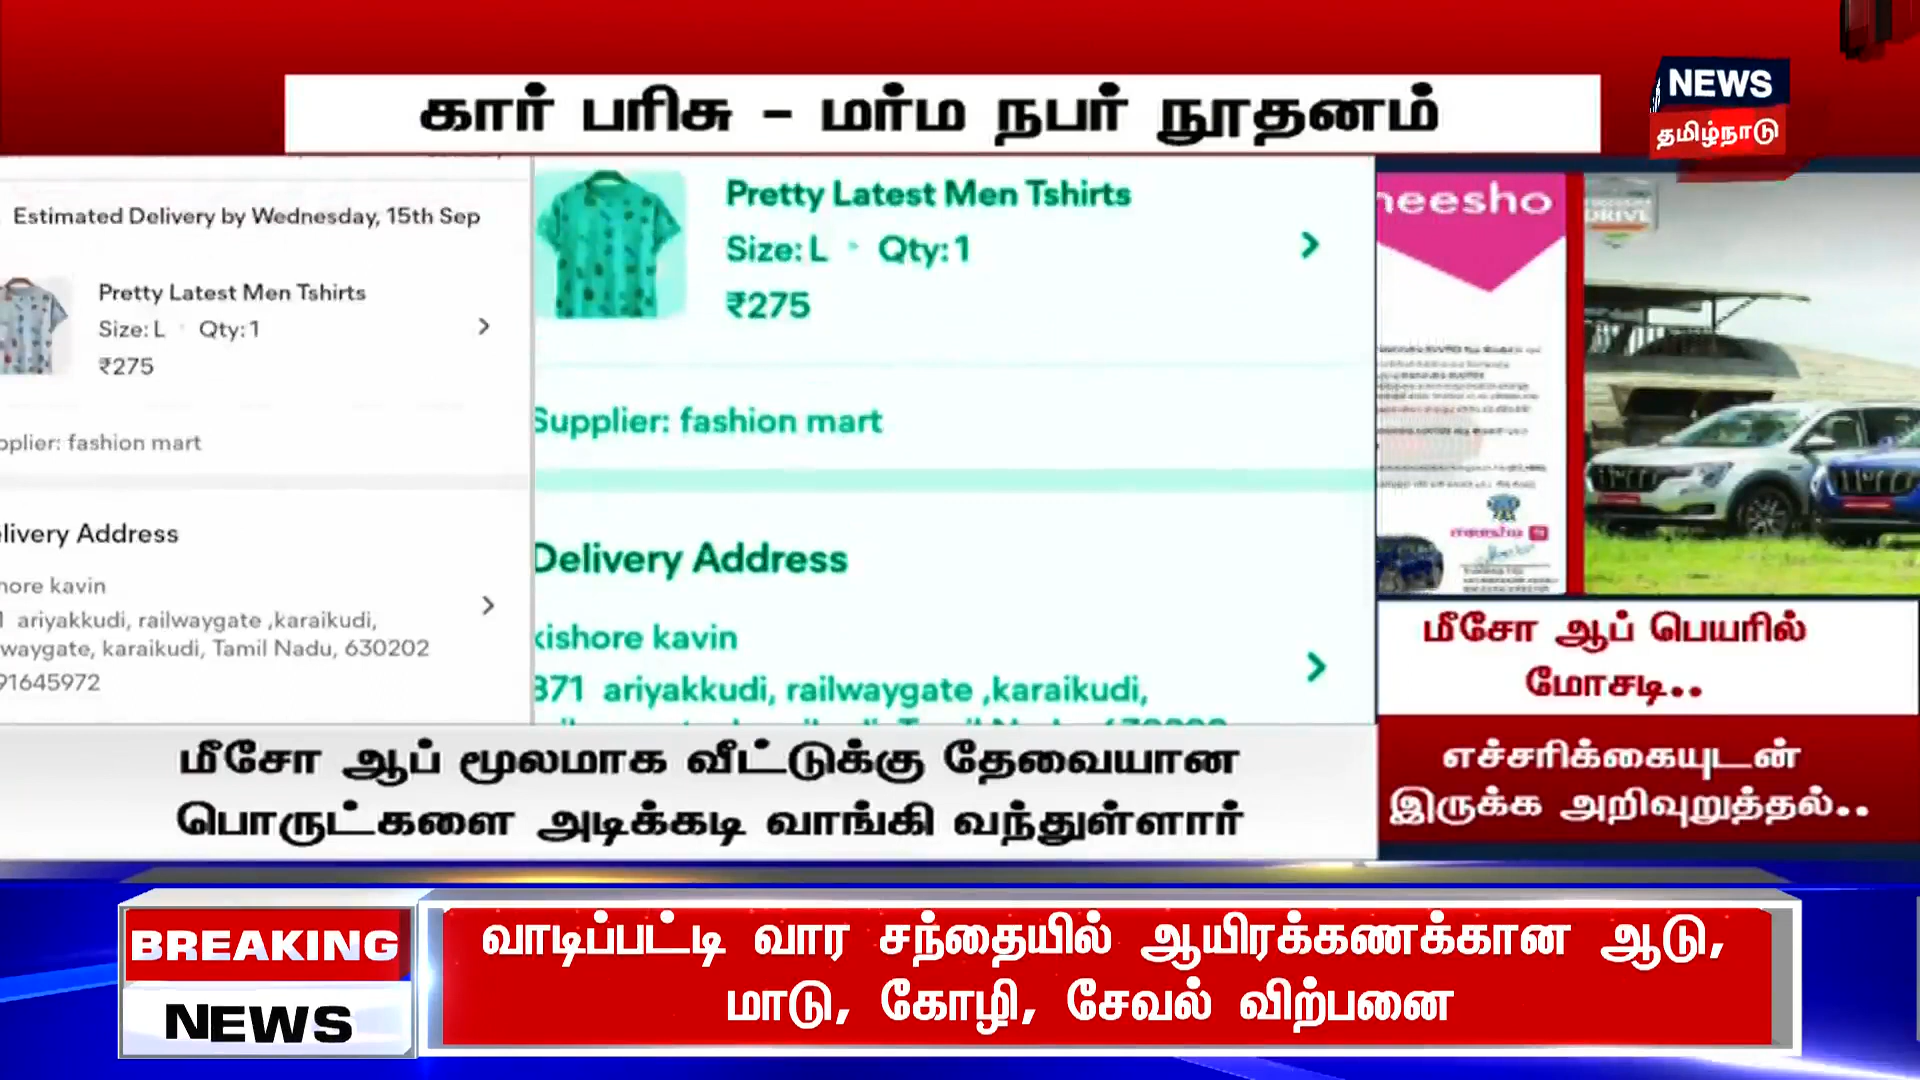 கார் பரிசு - மர்ம நபர் நூதனம்
NEWS
தமிழ்நாடு
Estimated Delivery by Wednesday, 15th Sep
Pretty Latest Men Tshirts
Size: L Qty: 1
₹275
pplier: fashion mart
livery Address
hore kavin
1 ariyakkudi, railwaygate ,karaikudi,
waygate, karaikudi, Tamil Nadu, 630202
91645972
Pretty Latest Men Tshirts
Size: L Qty: 1
₹275
Supplier: fashion mart
Delivery Address
kishore kavin
371 ariyakkudi, railwaygate ,karaikudi,
neesho
DRIVE
meesho
மீசோ ஆப் பெயரில்
மோசடி..
எச்சரிக்கையுடன்
இருக்க அறிவுறுத்தல்..
மீசோ ஆப் மூலமாக வீட்டுக்கு தேவையான
பொருட்களை அடிக்கடி வாங்கி வந்துள்ளார்
BREAKING
NEWS
வாடிப்பட்டி வார சந்தையில் ஆயிரக்கணக்கான ஆடு,
மாடு, கோழி, சேவல் விற்பனை